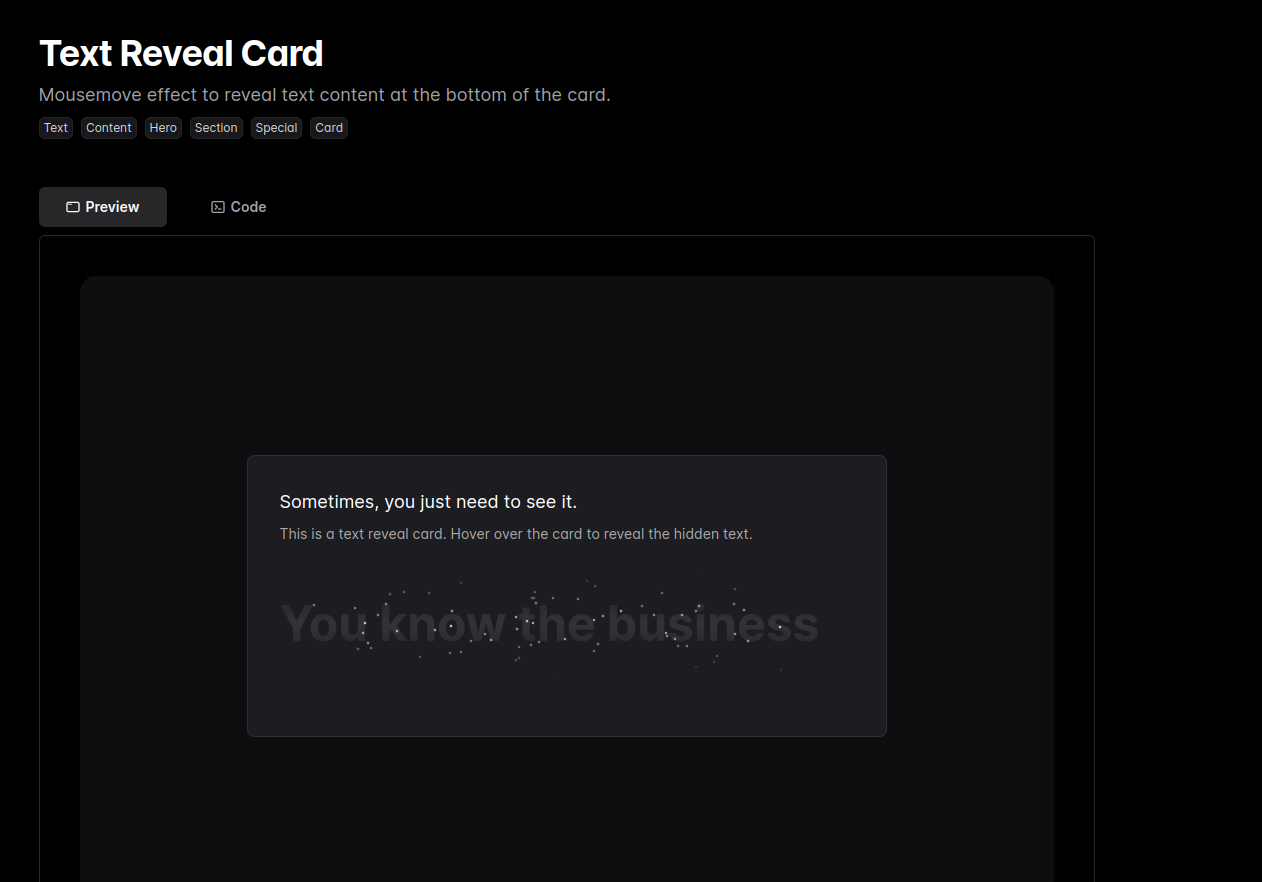 Text Reveal Card
Mousemove effect to reveal text content at the bottom of the card.
Text Content Hero Section Special Card
Preview Code
Sometimes, you just need to see it.
This is a text reveal card. Hover over the card to reveal the hidden text.
You know the business